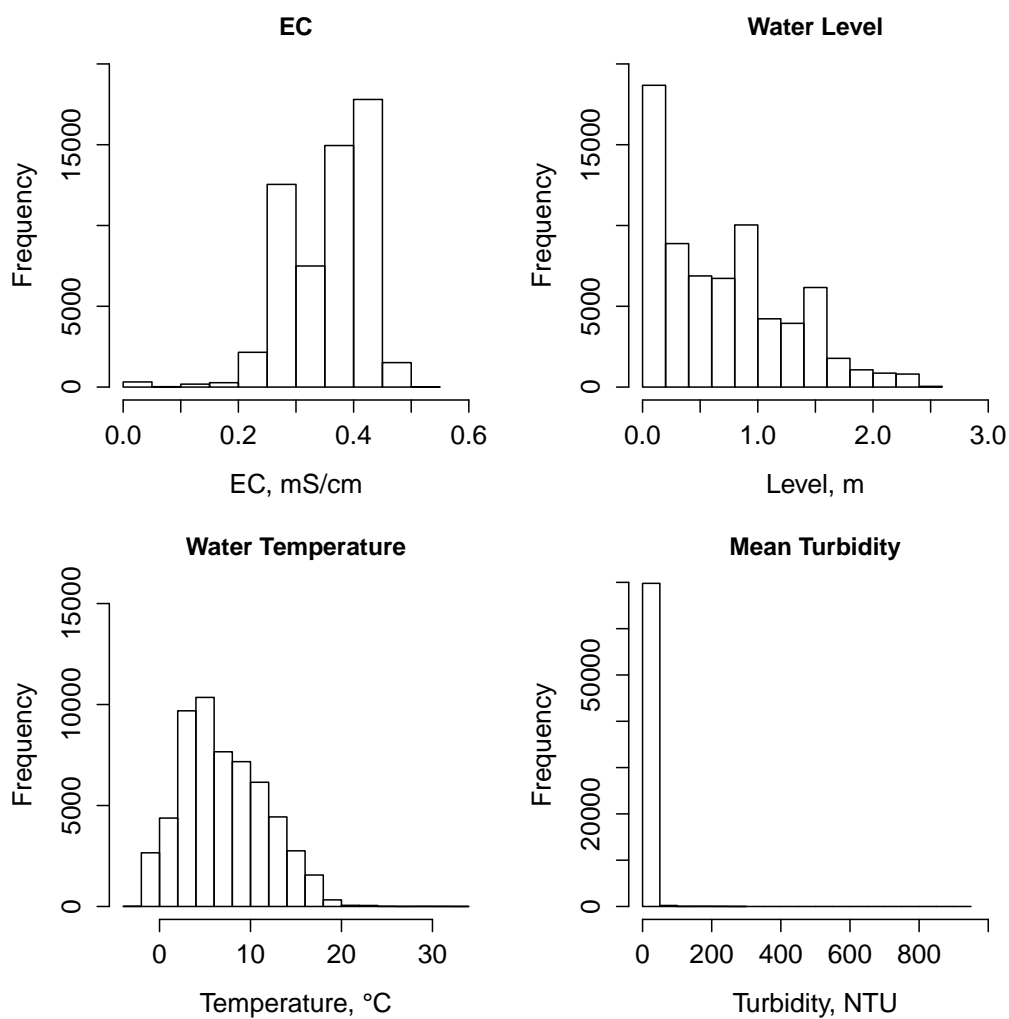 EC
Frequency
0
5000
15000
0.0 0.2 0.4 0.6
EC, mS/cm
Water Level
Frequency
0
5000
15000
0.0 1.0 2.0 3.0
Level, m
Water Temperature
Frequency
0
5000
10000
15000
0 10 20 30
Temperature, °C
Mean Turbidity
Frequency
0
20000
50000
0 200 400 600 800
Turbidity, NTU